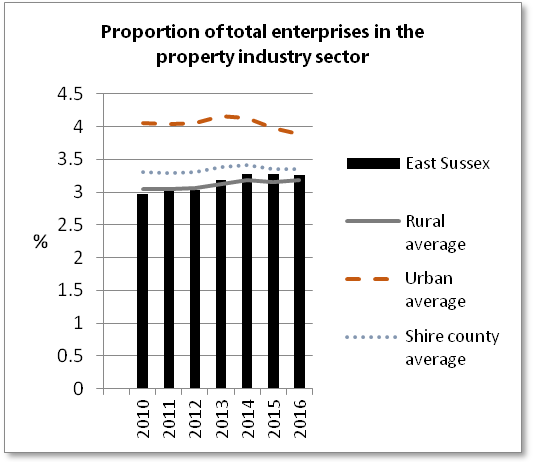 Proportion of total enterprises in the
property industry sector
4.5
4
3.5
3
2.5
2
1.5
1
0.5
0
%
2010
2011
2012
2013
2014
2015
2016
East Sussex
Rural
average
Urban
average
Shire county
average